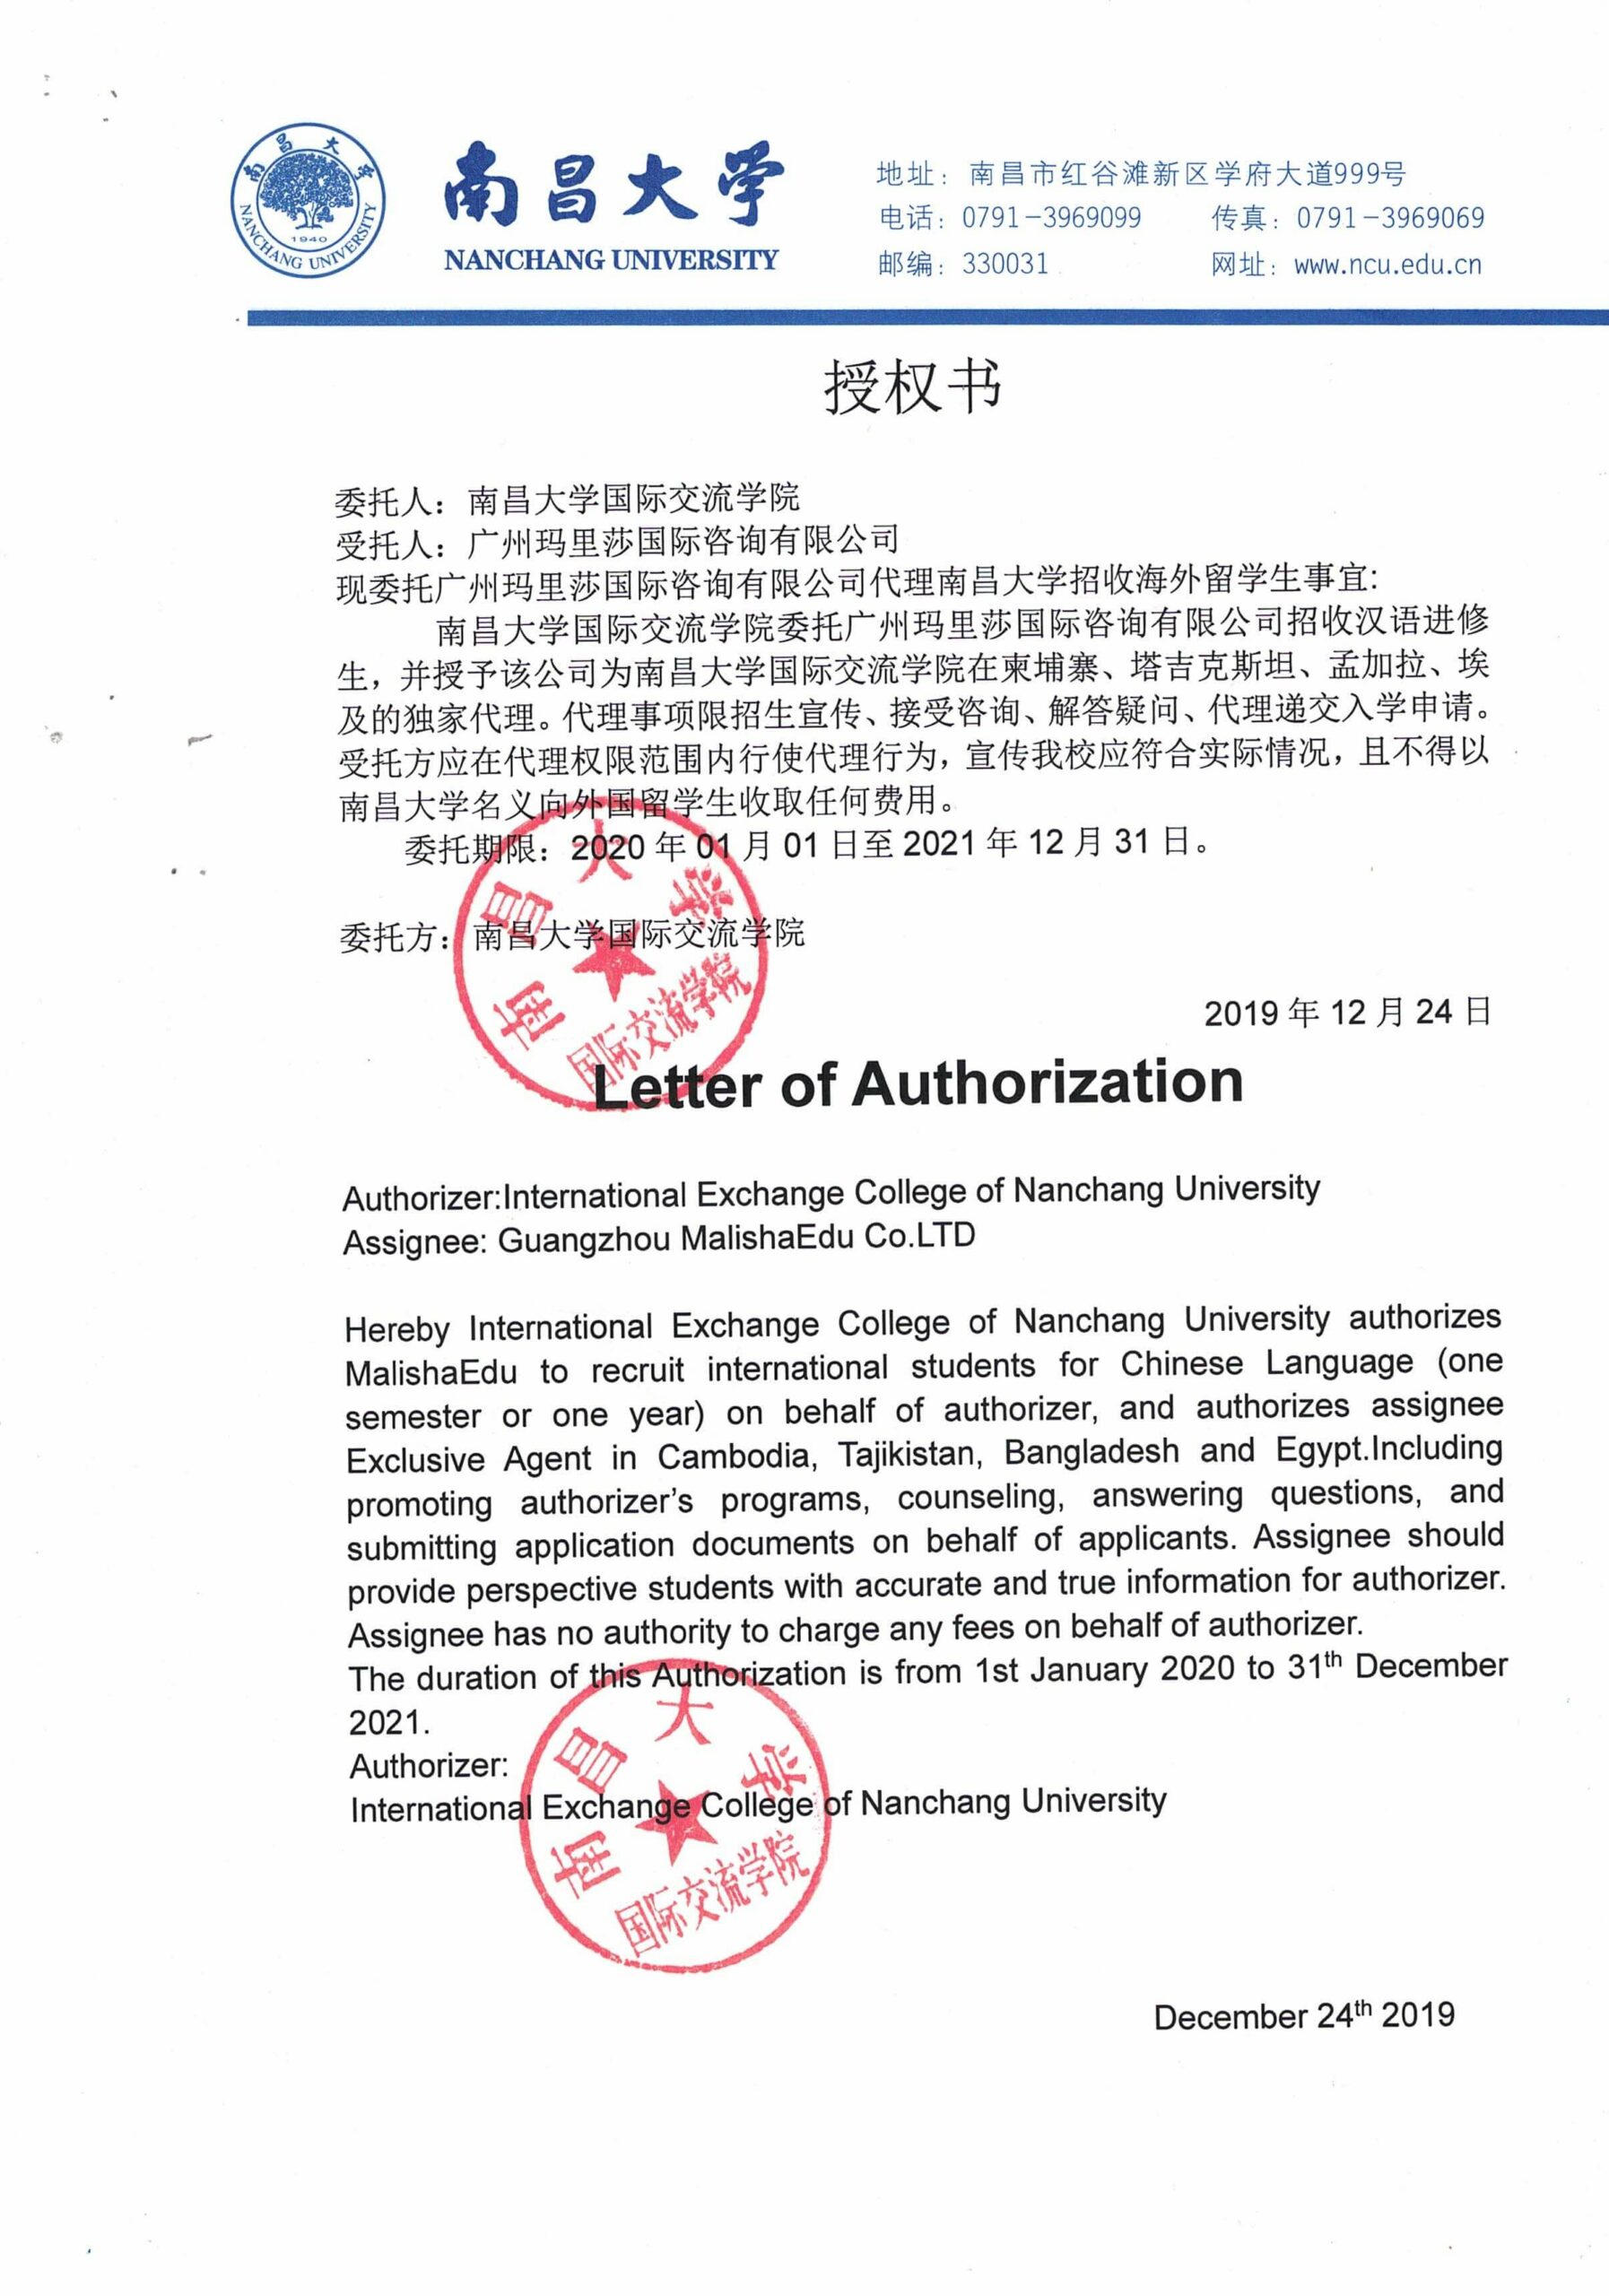 南昌大学
NANCHANG UNIVERSITY
1940
南昌大学
NANCHANG UNIVERSITY
地址：南昌市红谷滩新区学府大道999号
电话：0791-3969099 传真：0791-3969069
邮编：330031 网址：www.ncu.edu.cn
授权书
委托人：南昌大学国际交流学院
受托人：广州玛里莎国际咨询有限公司
现委托广州玛里莎国际咨询有限公司代理南昌大学招收海外留学生事宜:
南昌大学国际交流学院委托广州玛里莎国际咨询有限公司招收汉语进修
生，并授予该公司为南昌大学国际交流学院在柬埔寨、塔吉克斯坦、孟加拉、埃
及的独家代理。代理事项限招生宣传、接受咨询、解答疑问、代理递交入学申请。
受托方应在代理权限范围内行使代理行为，宣传我校应符合实际情况，且不得以
南昌大学名义向外国留学生收取任何费用。
委托期限：2020 年 01 月 01 日至 2021 年 12 月 31 日。
委托方：南昌大学国际交流学院
南昌大学
国际交流学院
2019 年 12 月 24 日
Letter of Authorization
Authorizer:International Exchange College of Nanchang University
Assignee: Guangzhou MalishaEdu Co.LTD
Hereby International Exchange College of Nanchang University authorizes
MalishaEdu to recruit international students for Chinese Language (one
semester or one year) on behalf of authorizer, and authorizes assignee
Exclusive Agent in Cambodia, Tajikistan, Bangladesh and Egypt.Including
promoting authorizer's programs, counseling, answering questions, and
submitting application documents on behalf of applicants. Assignee should
provide perspective students with accurate and true information for authorizer.
Assignee has no authority to charge any fees on behalf of authorizer.
The duration of this Authorization is from 1st January 2020 to 31th December
2021.
Authorizer:
International Exchange College of Nanchang University
南昌大学
国际交流学院
December 24th 2019